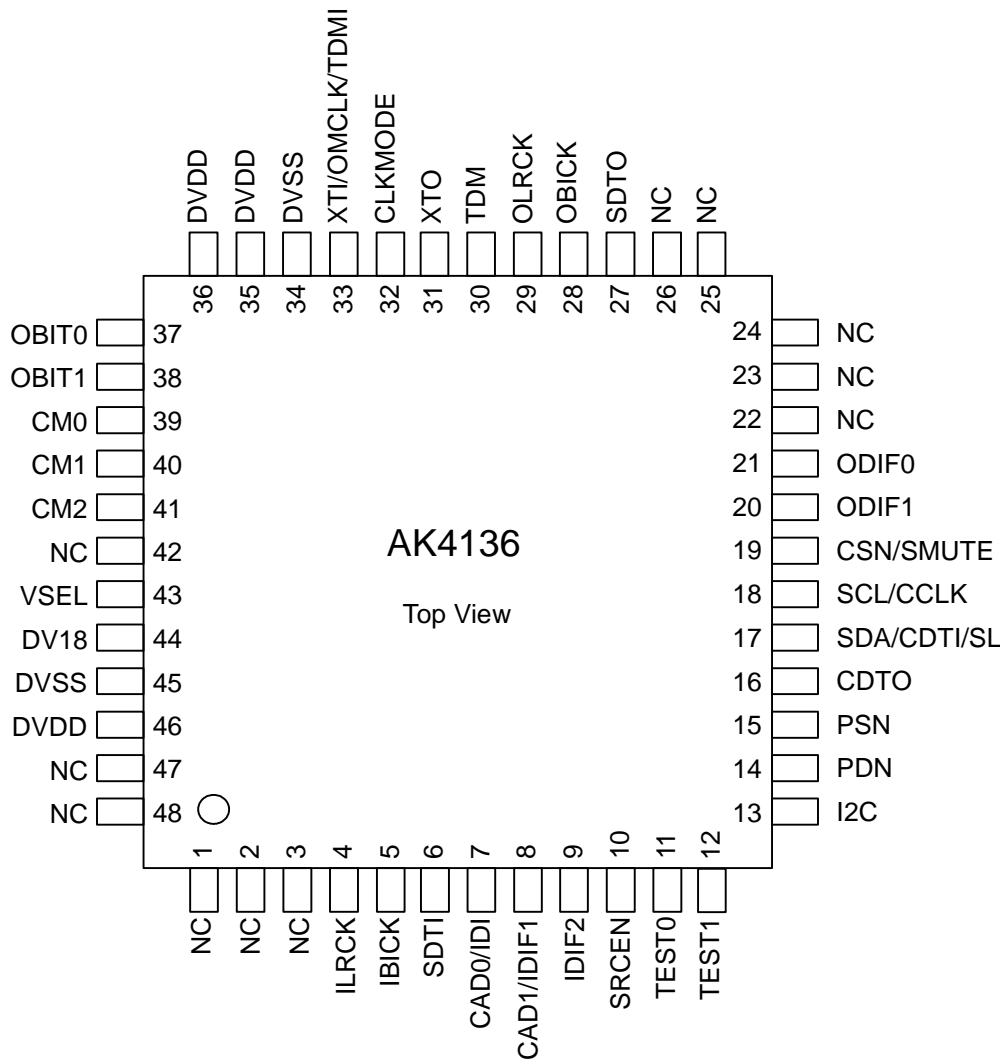 DVDD
DVDD
DVSS
XTI/OMCLK/TDMI
CLKMODE
XTO
TDM
OLRCK
OBICK
SDTO
NC
NC
36
35
34
33
32
31
30
29
28
27
26
25
OBIT0 37
OBIT1 38
CM0 39
CM1 40
CM2 41
NC 42
VSEL 43
DV18 44
DVSS 45
DVDD 46
NC 47
NC 48
AK4136
Top View
24 NC
23 NC
22 NC
21 ODIF0
20 ODIF1
19 CSN/SMUTE
18 SCL/CCLK
17 SDA/CDTI/SL
16 CDTO
15 PSN
14 PDN
13 I2C
1
2
3
4
5
6
7
8
9
10
11
12
NC
NC
NC
ILRCK
IBICK
SDTI
CAD0/IDI
CAD1/IDIF1
IDIF2
SRCEN
TEST0
TEST1